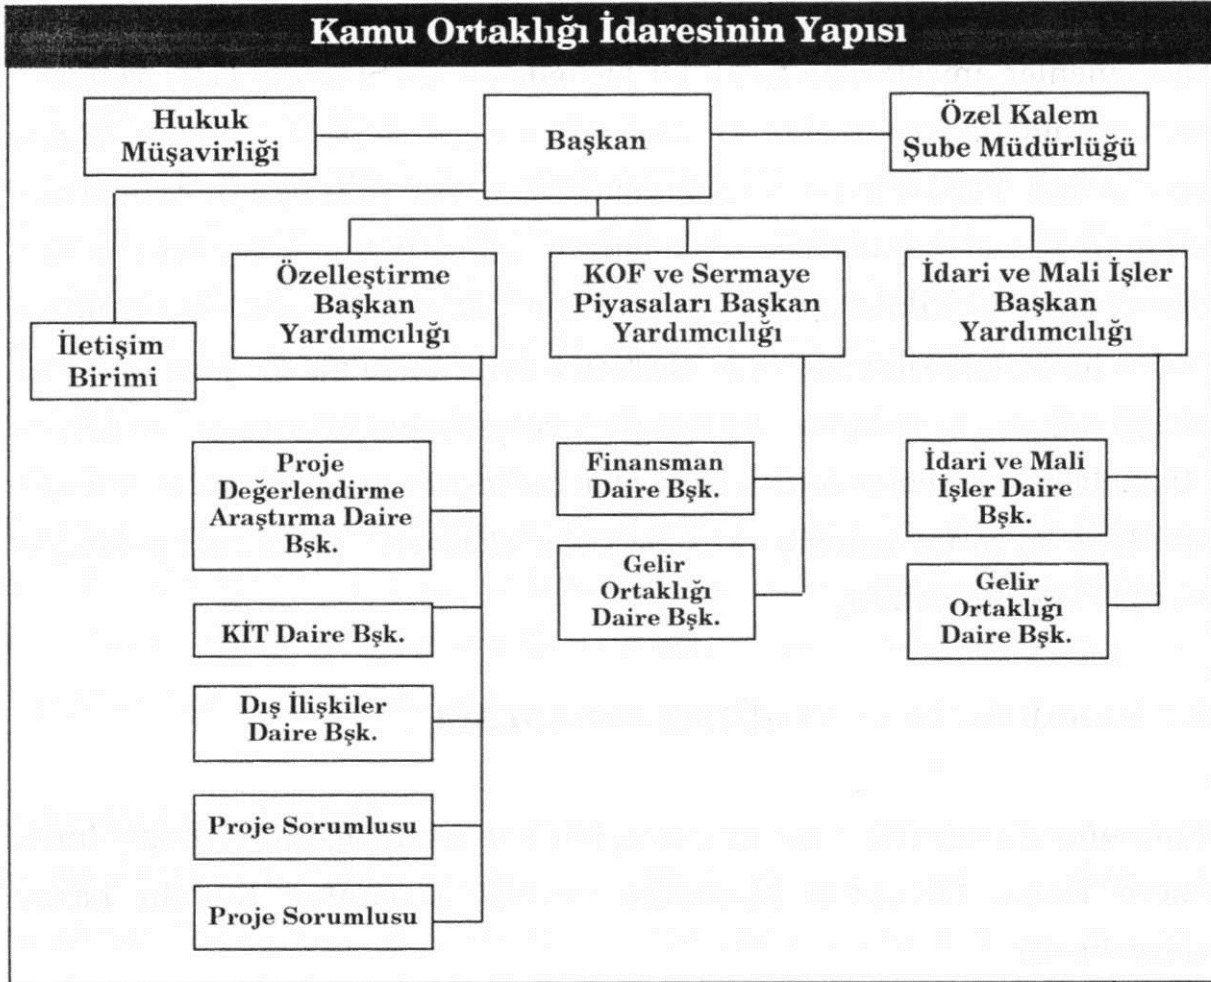 Kamu Ortaklığı İdaresinin Yapısı
Hukuk
Müşavirliği
Başkan
Özel Kalem
Şube Müdürlüğü
Özelleştirme
Başkan
Yardımcılığı
KOF ve Sermaye
Piyasaları Başkan
Yardımcılığı
İdari ve Mali İşler
Başkan
Yardımcılığı
İletişim
Birimi
Proje
Değerlendirme
Araştırma Daire
Bşk.
KİT Daire Bşk.
Dış İlişkiler
Daire Bşk.
Proje Sorumlusu
Proje Sorumlusu
Finansman
Daire Bşk.
Gelir
Ortaklığı
Daire Bşk.
İdari ve Mali
İşler Daire
Bşk.
Gelir
Ortaklığı
Daire Bşk.